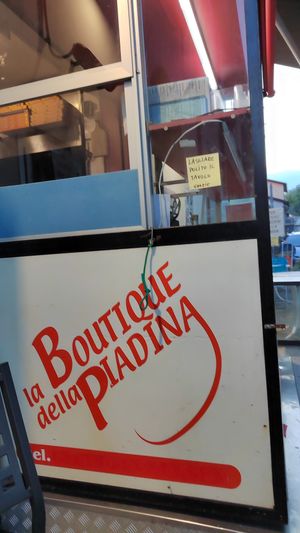 LASCIARE
PULITO IL
TAVOLO
GRAZIE
la BOUTIQUE
della PIADINA
el.